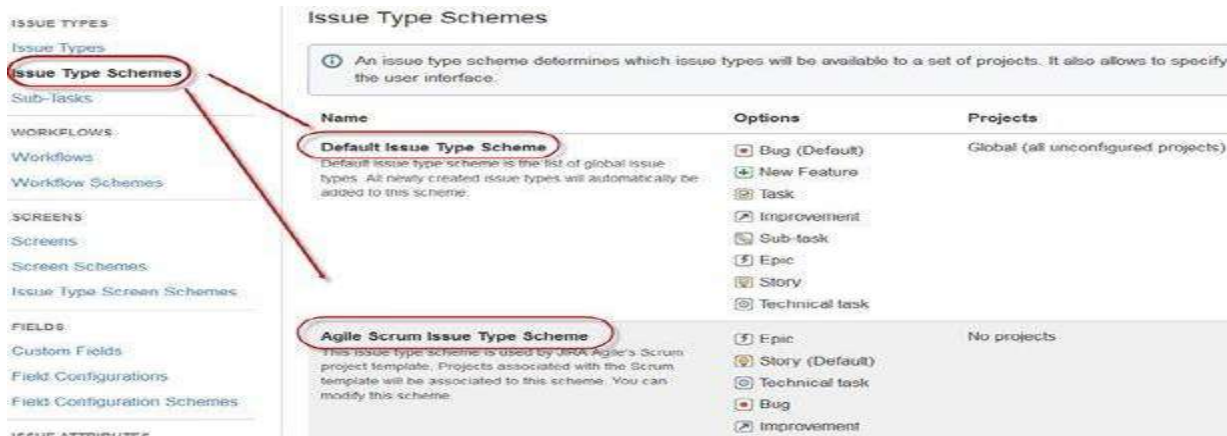 ISSUE TYPES
Issue Types
Issue Type Schemes
Sub-Tasks
WORKFLOWS
Workflows
Workflow Schemes
SCREENS
Screens
Screen Schemes
Issue Type Screen Schemes
FIELDS
Custom Fields
Field Configurations
Field Configuration Schemes
ISSUE ATTRIBUTES
Issue Type Schemes
An issue type scheme determines which issue types will be available to a set of projects. It also allows to specify
the user interface.
Name
Options
Projects
Default Issue Type Scheme
Default issue type scheme is the list of global issue
types. All newly created issue types will automatically be
added to this scheme.
Bug (Default)
New Feature
Task
Improvement
Sub-task
Epic
Story
Technical task
Global (all unconfigured projects)
Agile Scrum Issue Type Scheme
This issue type scheme is used by JIRA Agile's Scrum
project template. Projects associated with the Scrum
template will be associated to this scheme. You can
modify this scheme.
Epic
Story (Default)
Technical task
Bug
Improvement
No projects